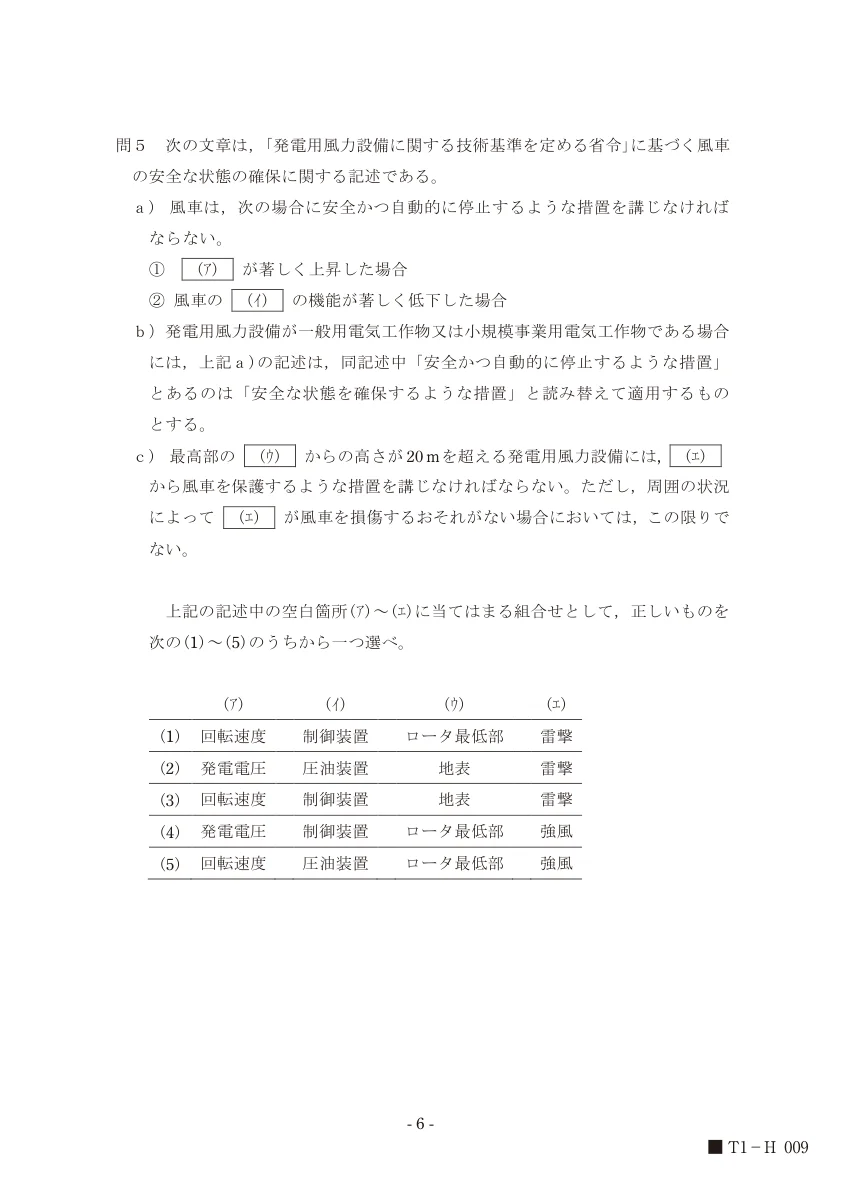 問5 次の文章は，「発電用風力設備に関する技術基準を定める省令」に基づく風車
の安全な状態の確保に関する記述である。
a) 風車は，次の場合に安全かつ自動的に停止するような措置を講じなければ
ならない。
① (ア) が著しく上昇した場合
② 風車の (イ) の機能が著しく低下した場合
b) 発電用風力設備が一般用電気工作物又は小規模事業用電気工作物である場合
には，上記a)の記述は，同記述中「安全かつ自動的に停止するような措置」
とあるのは「安全な状態を確保するような措置」と読み替えて適用するもの
とする。
c) 最高部の (ウ) からの高さが20mを超える発電用風力設備には， (エ)
から風車を保護するような措置を講じなければならない。ただし，周囲の状況
によって (エ) が風車を損傷するおそれがない場合においては，この限りで
ない。
上記の記述中の空白箇所(ア)～(エ)に当てはまる組合せとして，正しいものを
次の(1)～(5)のうちから一つ選べ。
(ア) (イ) (ウ) (エ)
(1) 回転速度 制御装置 ロータ最低部 雷撃
(2) 発電電圧 圧油装置 地表 雷撃
(3) 回転速度 制御装置 地表 雷撃
(4) 発電電圧 制御装置 ロータ最低部 強風
(5) 回転速度 圧油装置 ロータ最低部 強風
- 6 -
■ T1－H 009